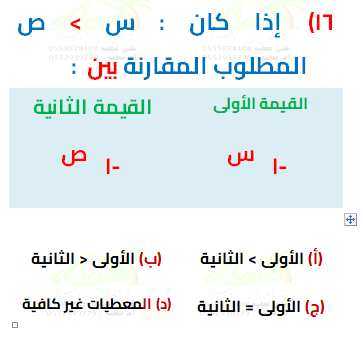 ١٦) إذا كان : س > ص
المطلوب المقارنة بين :
القيمة الأولى القيمة الثانية
-١ س -١ ص
(أ) الأولى > الثانية (ب) الأولى < الثانية
(ج) الأولى = الثانية (د) المعطيات غير كافية